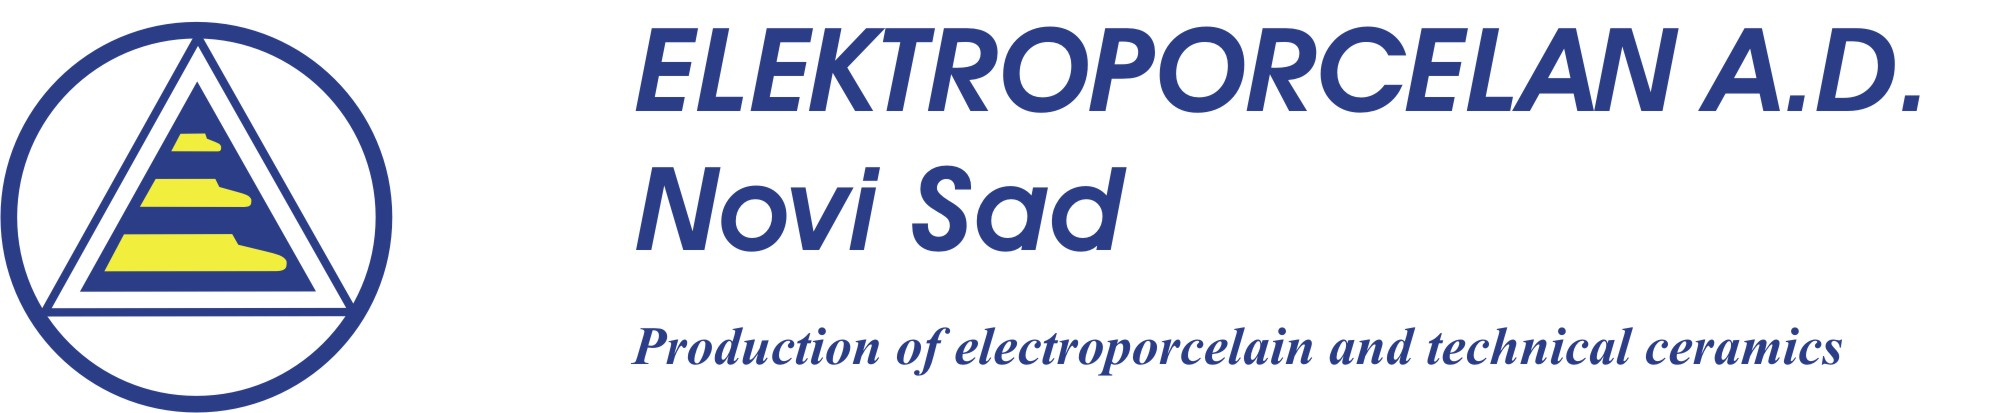 ELEKTROPORCELAN A.D.
Novi Sad
Production of electroporcelain and technical ceramics